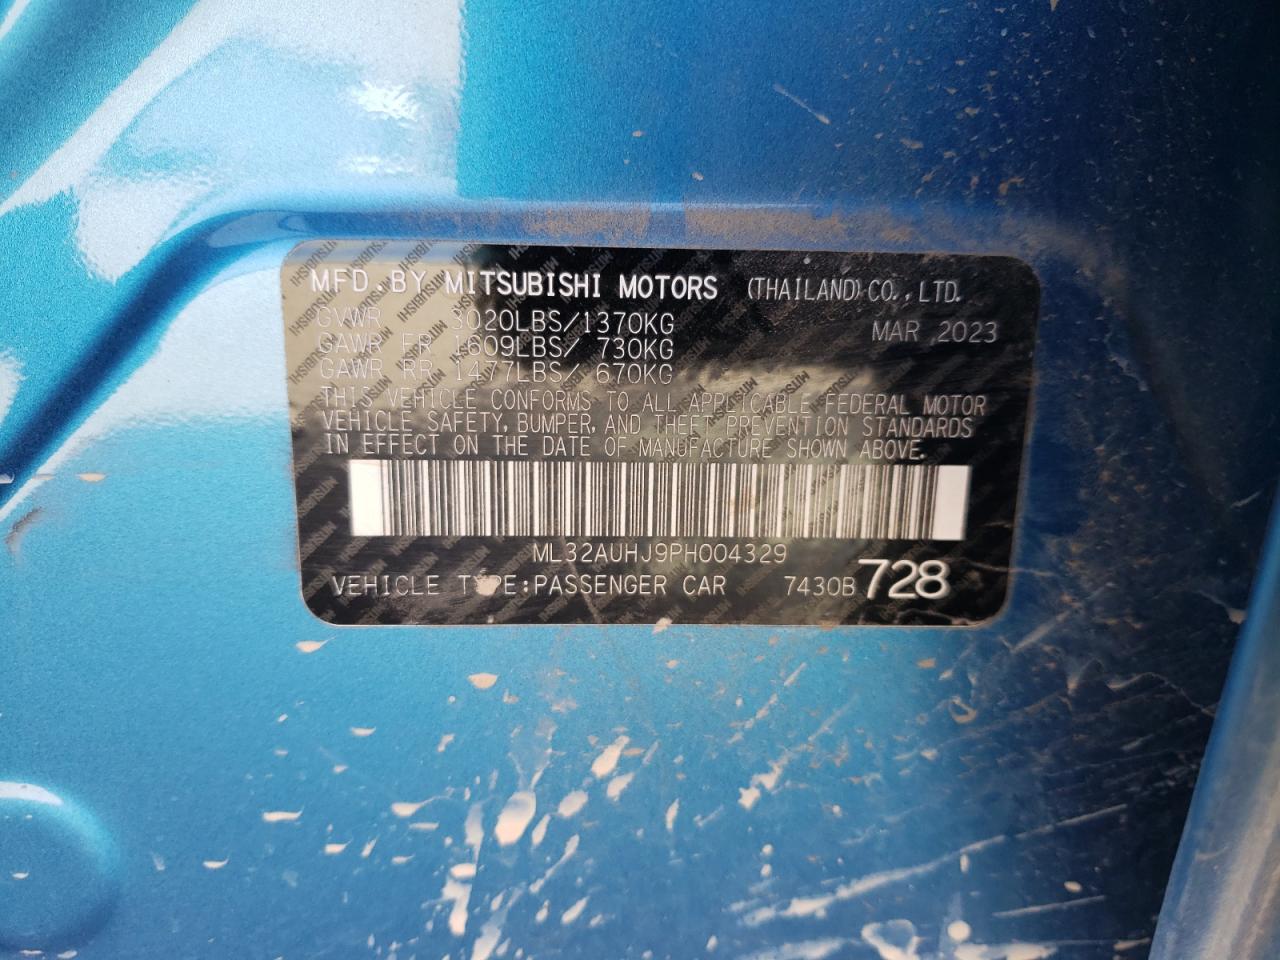 MFD.BY MITSUBISHI MOTORS (THAILAND) CO.,LTD.
GVWR 3020LBS/1370KG MAR ,2023
GAWR FR 1609LBS/ 730KG
GAWR RR 1477LBS/ 670KG
THIS VEHICLE CONFORMS TO ALL APPLICABLE FEDERAL MOTOR
VEHICLE SAFETY, BUMPER, AND THEFT PREVENTION STANDARDS
IN EFFECT ON THE DATE OF MANUFACTURE SHOWN ABOVE.
ML32AUHJ9PH004329
VEHICLE TYPE:PASSENGER CAR 7430B 728